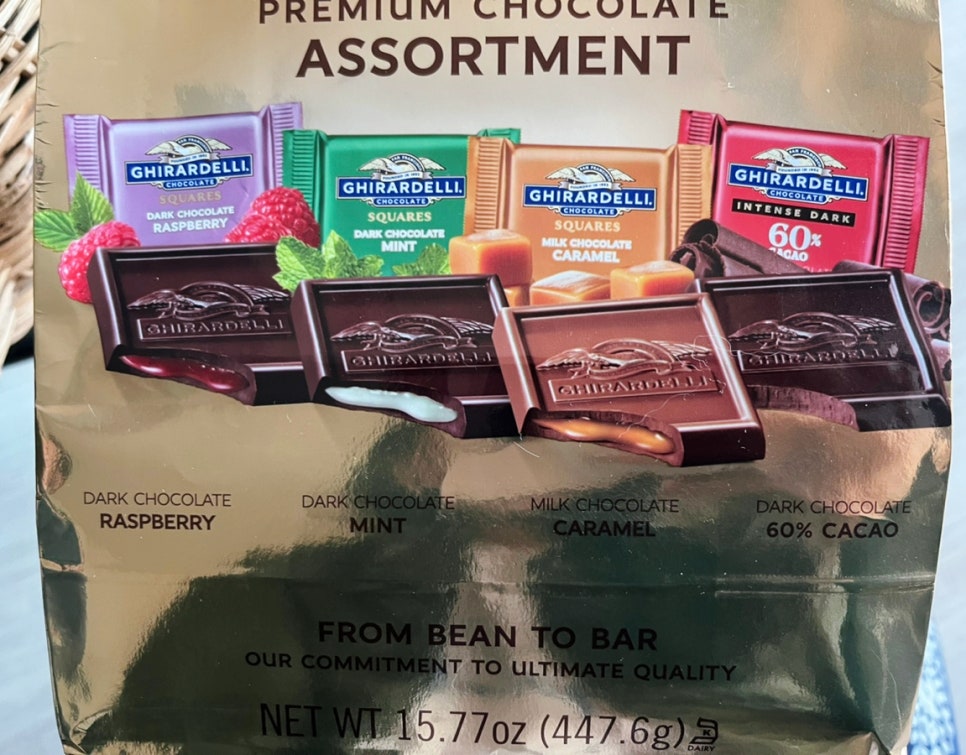 PREMIUM CHOCOLATE
ASSORTMENT
GHIRARDELLI.
CHOCOLATE
SQUARES
DARK CHOCOLATE
RASPBERRY
GHIRARDELLI.
CHOCOLATE
SQUARES
DARK CHOCOLATE
MINT
GHIRARDELLI.
CHOCOLATE
SQUARES
MILK CHOCOLATE
CARAMEL
GHIRARDELLI.
CHOCOLATE
INTENSE DARK
60%
CACAO
GHIRARDELLI
GHIRARDELLI
GHIRARDELLI
GHIRARDELLI
DARK CHOCOLATE
RASPBERRY
DARK CHOCOLATE
MINT
MILK CHOCOLATE
CARAMEL
DARK CHOCOLATE
60% CACAO
FROM BEAN TO BAR
OUR COMMITMENT TO ULTIMATE QUALITY
NET WT 15.77oz (447.6g)
K
DAIRY